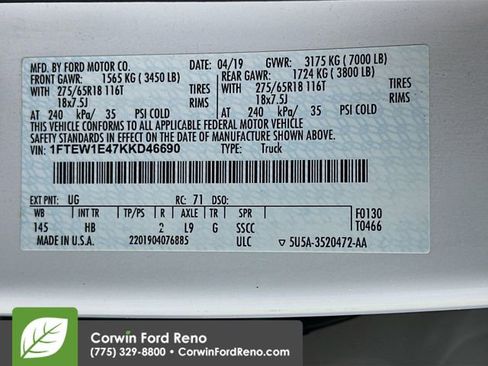 MFD. BY FORD MOTOR CO. DATE: 04/19 GVWR: 3175 KG ( 7000 LB)
FRONT GAWR: 1565 KG ( 3450 LB) REAR GAWR: 1724 KG ( 3800 LB)
WITH 275/65R18 116T TIRES WITH 275/65R18 116T TIRES
18x7.5J RIMS 18x7.5J RIMS
AT 240 kPa/ 35 PSI COLD AT 240 kPa/ 35 PSI COLD
THIS VEHICLE CONFORMS TO ALL APPLICABLE FEDERAL MOTOR VEHICLE
SAFETY STANDARDS IN EFFECT ON THE DATE OF MANUFACTURE SHOWN ABOVE.
VIN: 1FTEW1E47KKD46690 TYPE: Truck
EXT PNT: UG RC: 71 DSO:
WB INT TR TP/PS R AXLE TR SPR F0130
145 HB 2 L9 G SSCC T0466
MADE IN U.S.A. 2201904076885 ULC ▽ 5U5A-3520472-AA
Corwin Ford Reno
(775) 329-8800 • CorwinFordReno.com